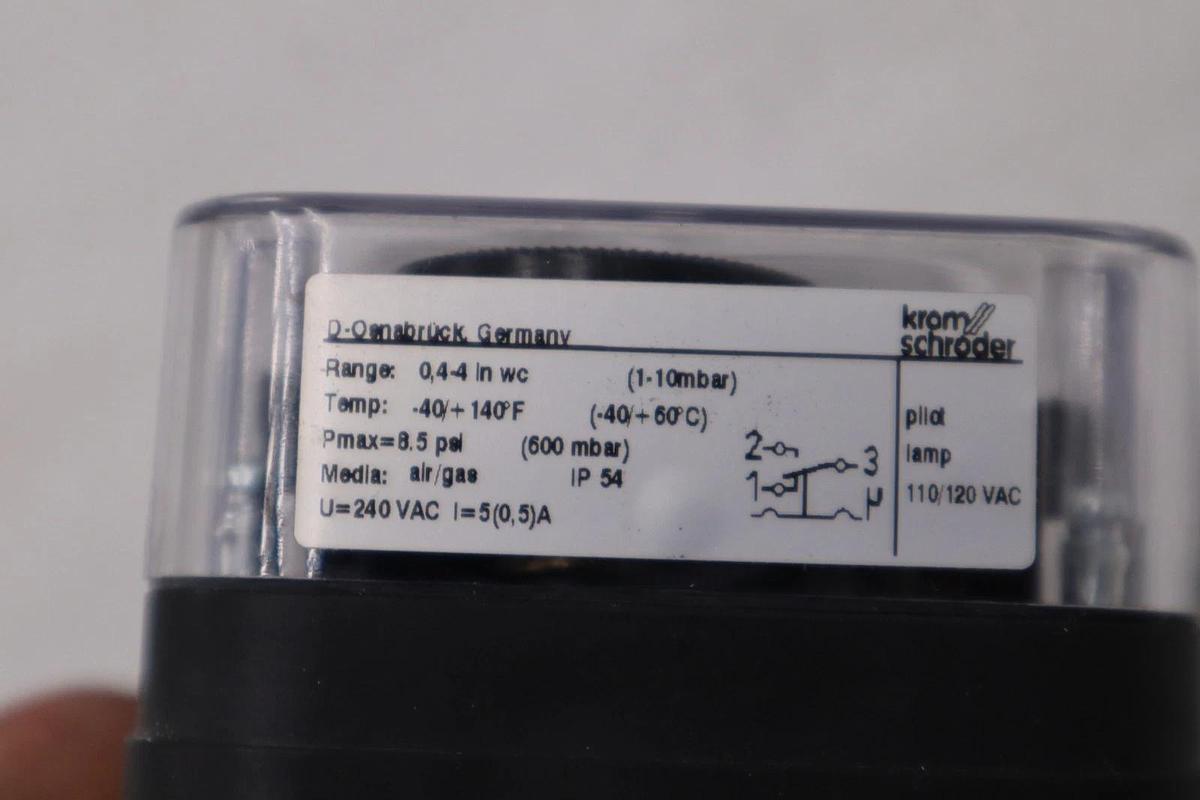 D-Osnabrück, Germany
krom//
schröder
Range: 0,4-4 in wc (1-10mbar)
Temp: -40/+ 140°F (-40/+ 60°C)
Pmax=8.5 psi (600 mbar)
Media: air/gas IP 54
U=240 VAC I=5(0,5)A
2
3
1
pilot
lamp
110/120 VAC